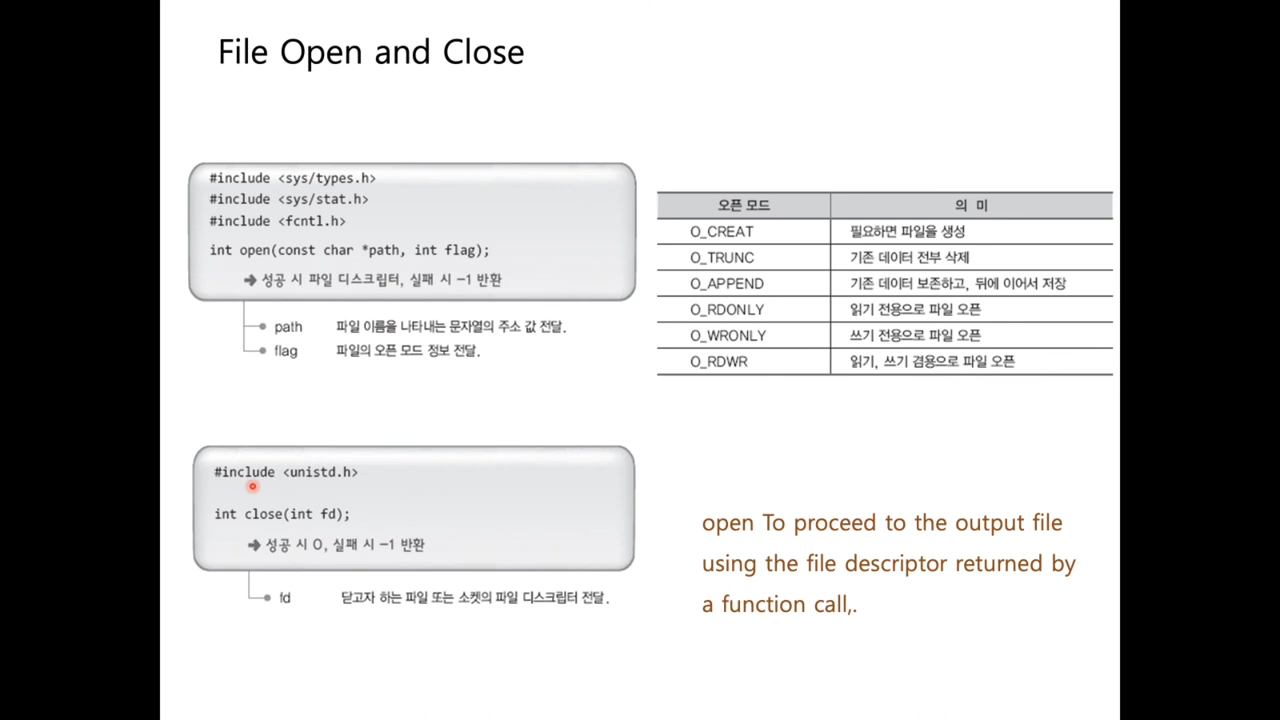 File Open and Close
#include <sys/types.h>
#include <sys/stat.h>
#include <fcntl.h>
int open(const char *path, int flag);
➔ 성공 시 파일 디스크립터, 실패 시 –1 반환
path 파일 이름을 나타내는 문자열의 주소 값 전달.
flag 파일의 오픈 모드 정보 전달.
오픈 모드 의 미
O_CREAT 필요하면 파일을 생성
O_TRUNC 기존 데이터 전부 삭제
O_APPEND 기존 데이터 보존하고, 뒤에 이어서 저장
O_RDONLY 읽기 전용으로 파일 오픈
O_WRONLY 쓰기 전용으로 파일 오픈
O_RDWR 읽기, 쓰기 겸용으로 파일 오픈
#include <unistd.h>
int close(int fd);
➔ 성공 시 0, 실패 시 –1 반환
fd 닫고자 하는 파일 또는 소켓의 파일 디스크립터 전달.
open To proceed to the output file
using the file descriptor returned by
a function call,.